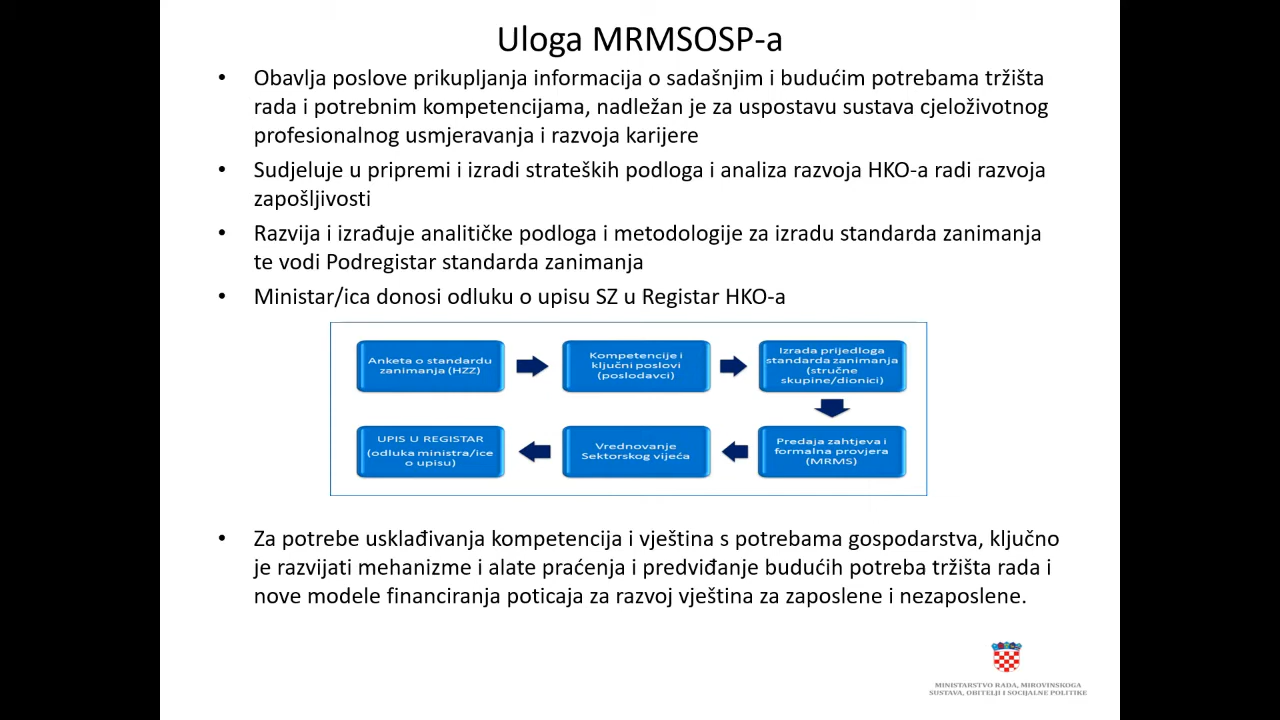 Uloga MRMSOSP-a
• Obavlja poslove prikupljanja informacija o sadašnjim i budućim potrebama tržišta
rada i potrebnim kompetencijama, nadležan je za uspostavu sustava cjeloživotnog
profesionalnog usmjeravanja i razvoja karijere
• Sudjeluje u pripremi i izradi strateških podloga i analiza razvoja HKO-a radi razvoja
zapošljivosti
• Razvija i izrađuje analitičke podloga i metodologije za izradu standarda zanimanja
te vodi Podregistar standarda zanimanja
• Ministar/ica donosi odluku o upisu SZ u Registar HKO-a
Anketa o standardu
zanimanja (HZZ)
Kompetencije i
ključni poslovi
(poslodavci)
Izrada prijedloga
standarda zanimanja
(stručne
skupine/dionici)
Predaja zahtjeva i
formalna provjera
(MRMS)
Vrednovanje
Sektorskog vijeća
UPIS U REGISTAR
(odluka ministra/ice
o upisu)
• Za potrebe usklađivanja kompetencija i vještina s potrebama gospodarstva, ključno
je razvijati mehanizme i alate praćenja i predviđanje budućih potreba tržišta rada i
nove modele financiranja poticaja za razvoj vještina za zaposlene i nezaposlene.
MINISTARSTVO RADA, MIROVINSKOGA
SUSTAVA, OBITELJI I SOCIJALNE POLITIKE